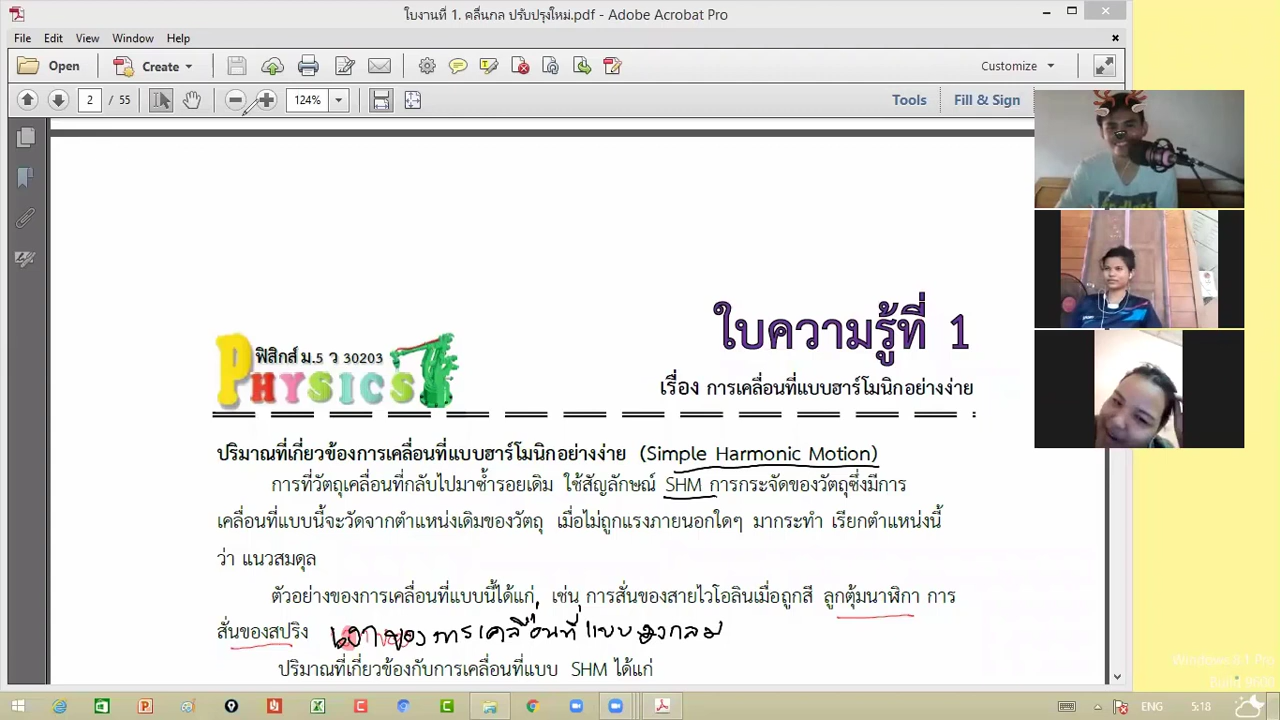 ใบงานที่ 1. คลื่นกล ปรับปรุงใหม่.pdf - Adobe Acrobat Pro
File Edit View Window Help
Open Create Customize
2 / 55 124% Tools Fill & Sign
ใบความรู้ที่ 1
ฟิสิกส์ ม.5 ว 30203
PHYSICS
เรื่อง การเคลื่อนที่แบบฮาร์โมนิกอย่างง่าย
ปริมาณที่เกี่ยวข้องการเคลื่อนที่แบบฮาร์โมนิกอย่างง่าย (Simple Harmonic Motion)
การที่วัตถุเคลื่อนที่กลับไปมาซ้ำรอยเดิม ใช้สัญลักษณ์ SHM การกระจัดของวัตถุซึ่งมีการ
เคลื่อนที่แบบนี้จะวัดจากตำแหน่งเดิมของวัตถุ เมื่อไม่ถูกแรงภายนอกใดๆ มากระทำ เรียกตำแหน่งนี้
ว่า แนวสมดุล
ตัวอย่างของการเคลื่อนที่แบบนี้ได้แก่ เช่น การสั่นของสายไวโอลินเมื่อถูกสี ลูกตุ้มนาฬิกา การ
สั่นของสปริง เงาของการเคลื่อนที่แบบวงกลม
ปริมาณที่เกี่ยวข้องกับการเคลื่อนที่แบบ SHM ได้แก่
Windows 8.1 Pro
Build 9600
ENG 5:18